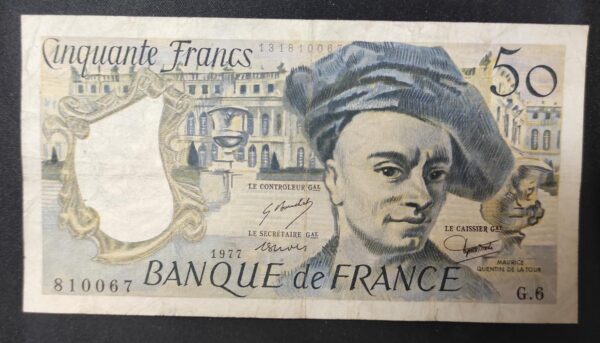 Cinquante Francs
131810067
50
LE CONTROLEUR GAL
LE SECRÉTAIRE GAL
LE CAISSIER GAL
1977
MAURICE
QUENTIN DE LA TOUR
BANQUE de FRANCE
810067
G.6